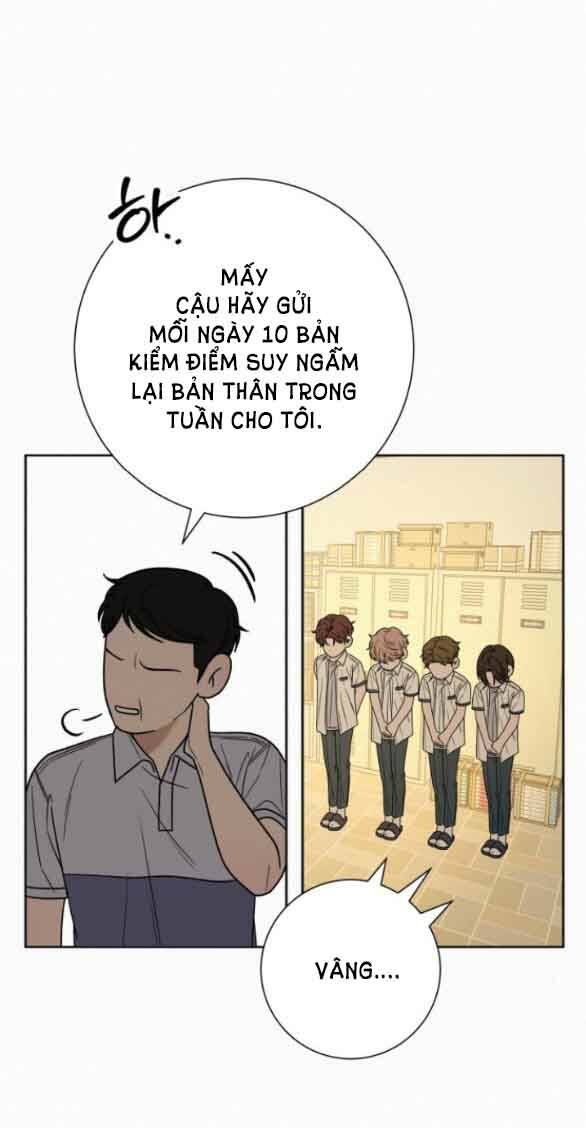 하..
MẤY
CẬU HÃY GỬI
MỖI NGÀY 10 BẢN
KIỂM ĐIỂM SUY NGẪM
LẠI BẢN THÂN TRONG
TUẦN CHO TÔI.
VÂNG....